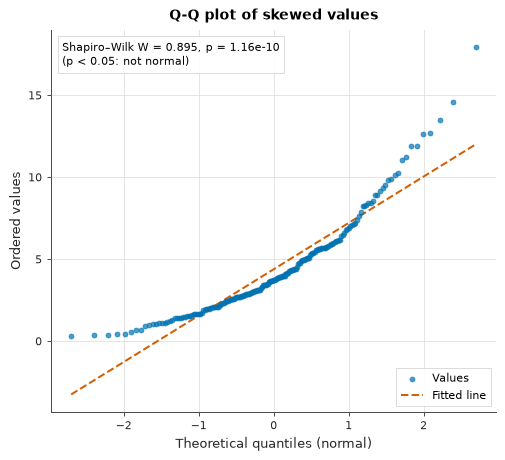 Q-Q plot of skewed values
Shapiro–Wilk W = 0.895, p = 1.16e-10
(p < 0.05: not normal)
Ordered values
15
10
5
0
−2
−1
0
1
2
Theoretical quantiles (normal)
Values
Fitted line